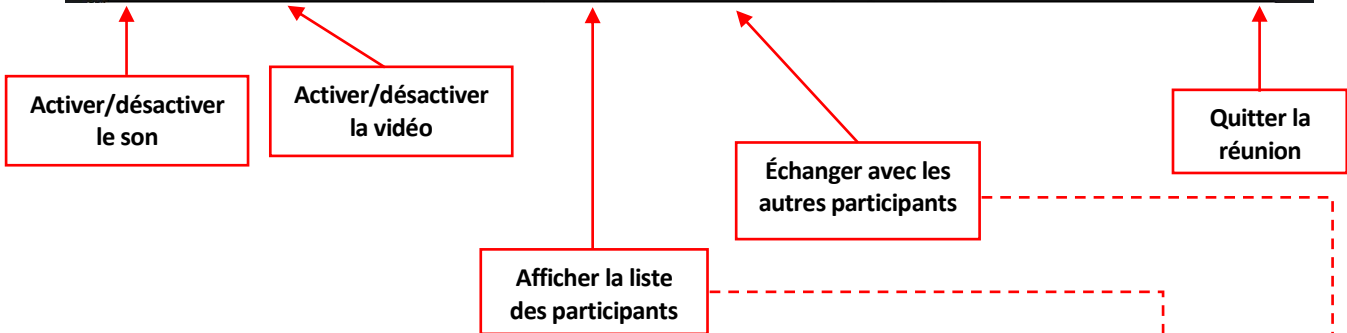 Activer/désactiver
le son
Activer/désactiver
la vidéo
Afficher la liste
des participants
Échanger avec les
autres participants
Quitter la
réunion